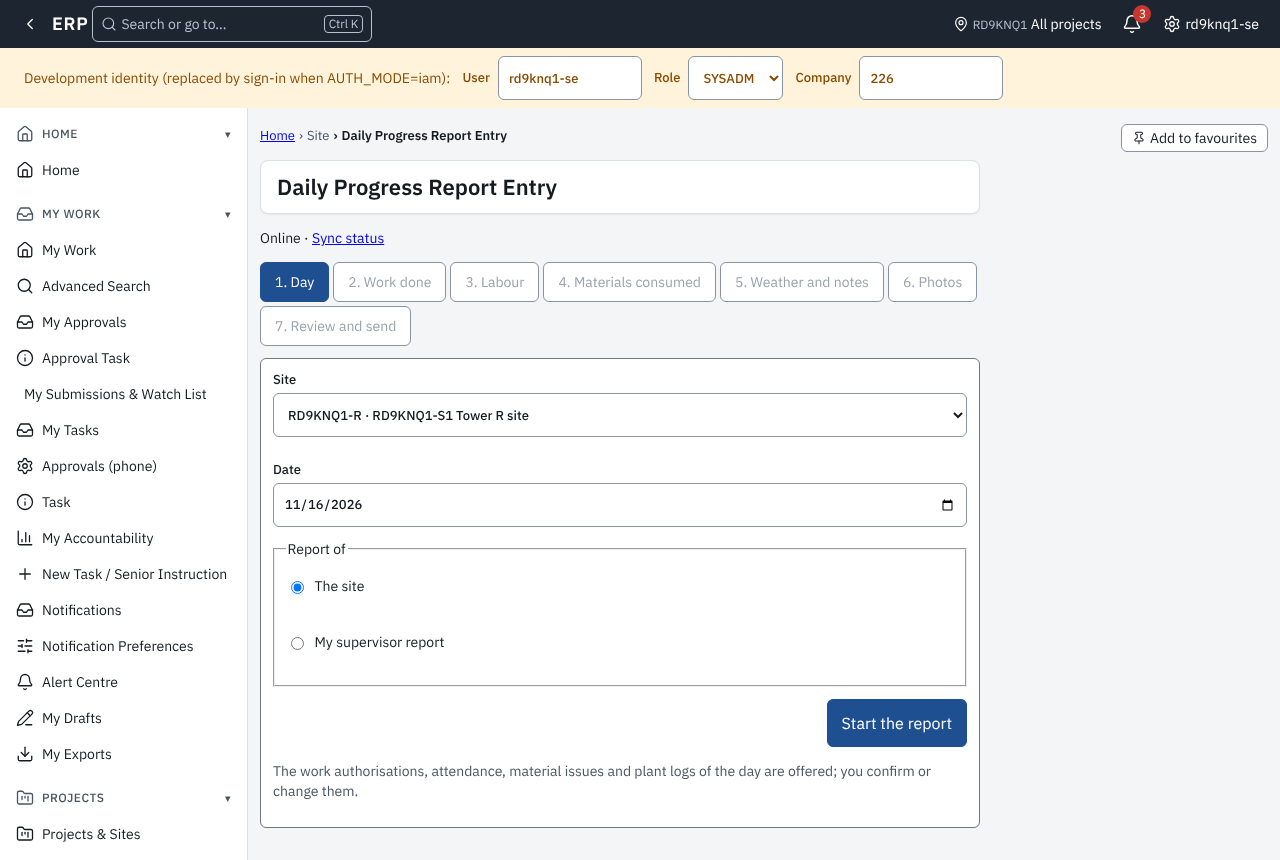 ERP Search or go to... Ctrl K RD9KNQ1 All projects 3 rd9knq1-se
Development identity (replaced by sign-in when AUTH_MODE=iam): User rd9knq1-se Role SYSADM Company 226
HOME
Home
MY WORK
My Work
Advanced Search
My Approvals
Approval Task
My Submissions & Watch List
My Tasks
Approvals (phone)
Task
My Accountability
New Task / Senior Instruction
Notifications
Notification Preferences
Alert Centre
My Drafts
My Exports
PROJECTS
Projects & Sites
Home › Site › Daily Progress Report Entry
Add to favourites
Daily Progress Report Entry
Online · Sync status
1. Day 2. Work done 3. Labour 4. Materials consumed 5. Weather and notes 6. Photos
7. Review and send
Site
RD9KNQ1-R · RD9KNQ1-S1 Tower R site
Date
11/16/2026
Report of
The site
My supervisor report
Start the report
The work authorisations, attendance, material issues and plant logs of the day are offered; you confirm or
change them.